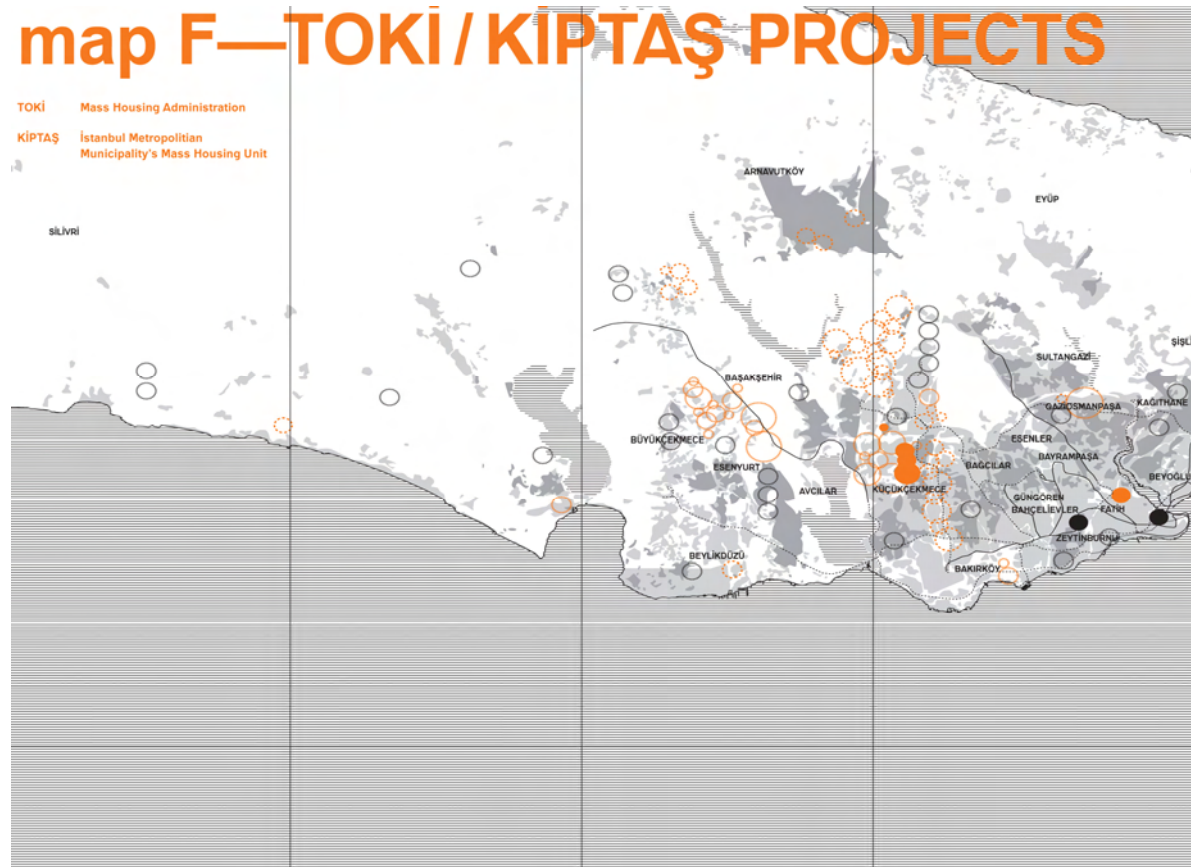 map F—TOKİ / KİPTAŞ PROJECTS
TOKİ Mass Housing Administration
KİPTAŞ İstanbul Metropolitian
Municipality's Mass Housing Unit
ARNAVUTKÖY
EYÜP
SİLİVRİ
ŞİŞLİ
SULTANGAZİ
BAŞAKŞEHİR
KAĞITHANE
GAZİOSMANPAŞA
BÜYÜKÇEKMECE
ESENLER
BAYRAMPAŞA
ESENYURT
BAĞCILAR
BEYOĞLU
AVCILAR
KÜÇÜKÇEKMECE
GÜNGÖREN
BAHÇELİEVLER
FATİH
ZEYTİNBURNU
BEYLİKDÜZÜ
BAKIRKÖY